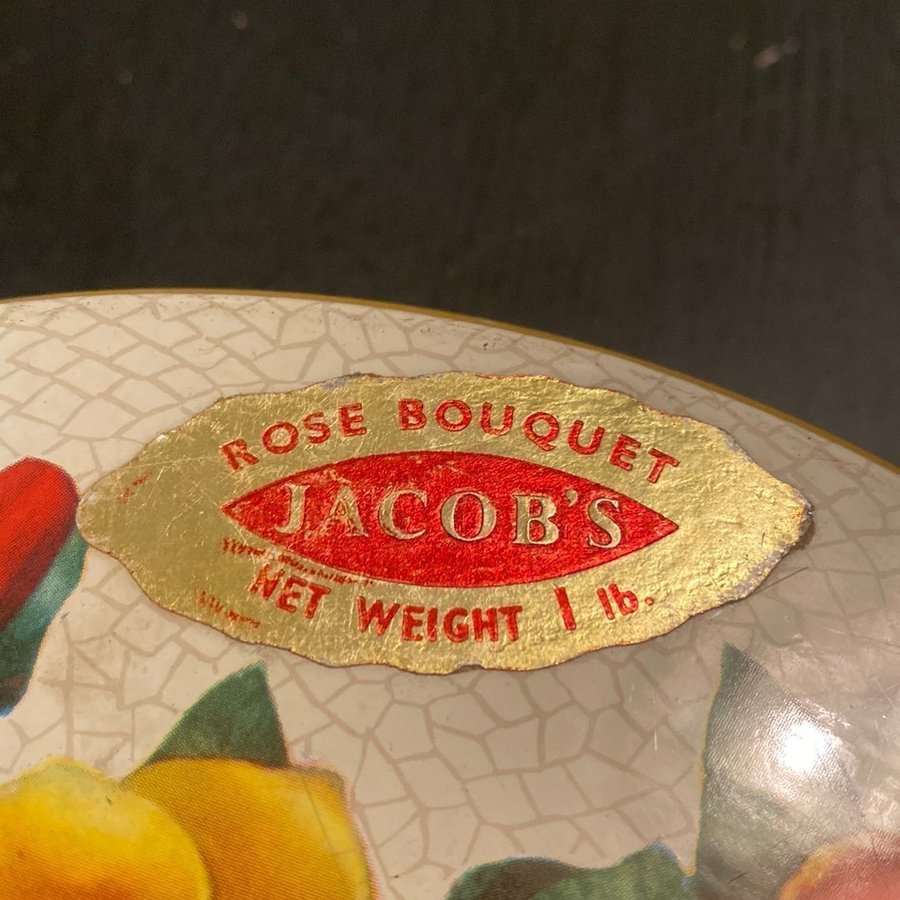 ROSE BOUQUET
JACOB'S
NET WEIGHT 1 lb.